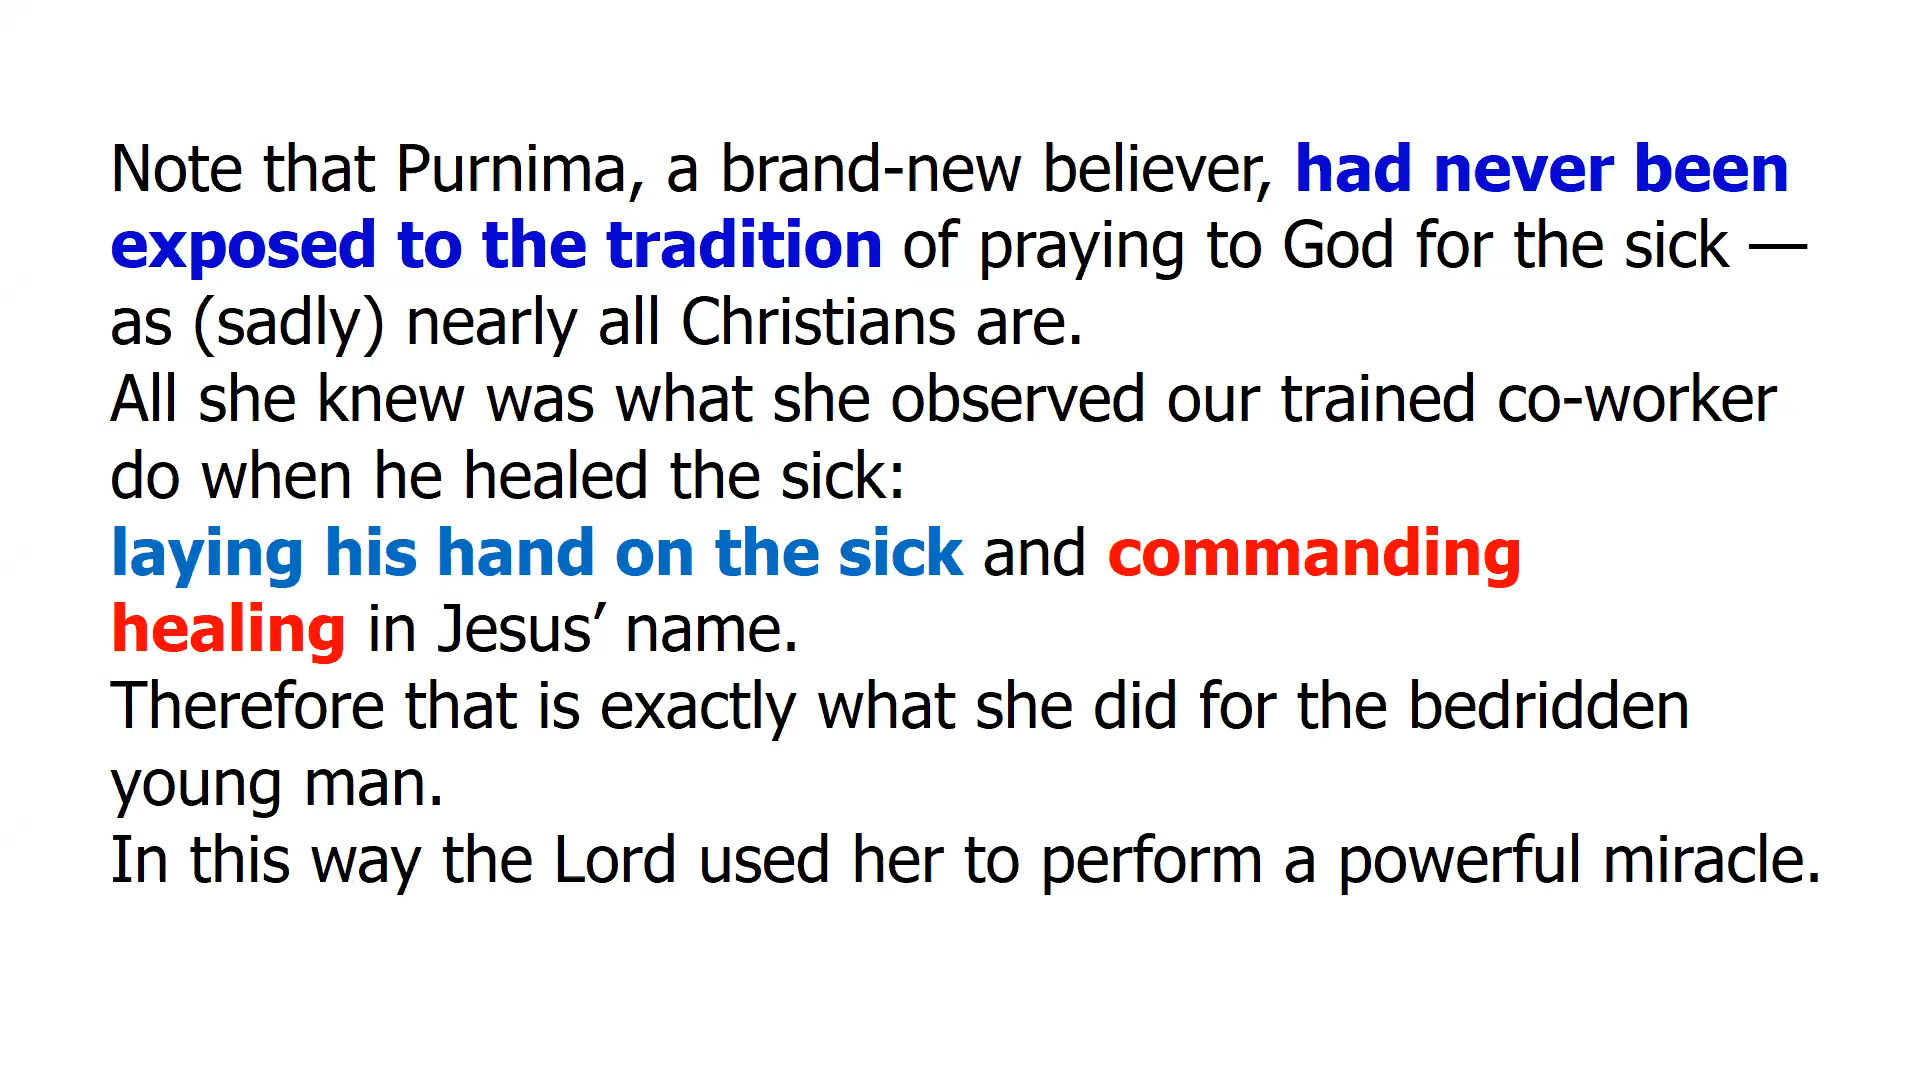 Note that Purnima, a brand-new believer, had never been
exposed to the tradition of praying to God for the sick —
as (sadly) nearly all Christians are.
All she knew was what she observed our trained co-worker
do when he healed the sick:
laying his hand on the sick and commanding
healing in Jesus’ name.
Therefore that is exactly what she did for the bedridden
young man.
In this way the Lord used her to perform a powerful miracle.